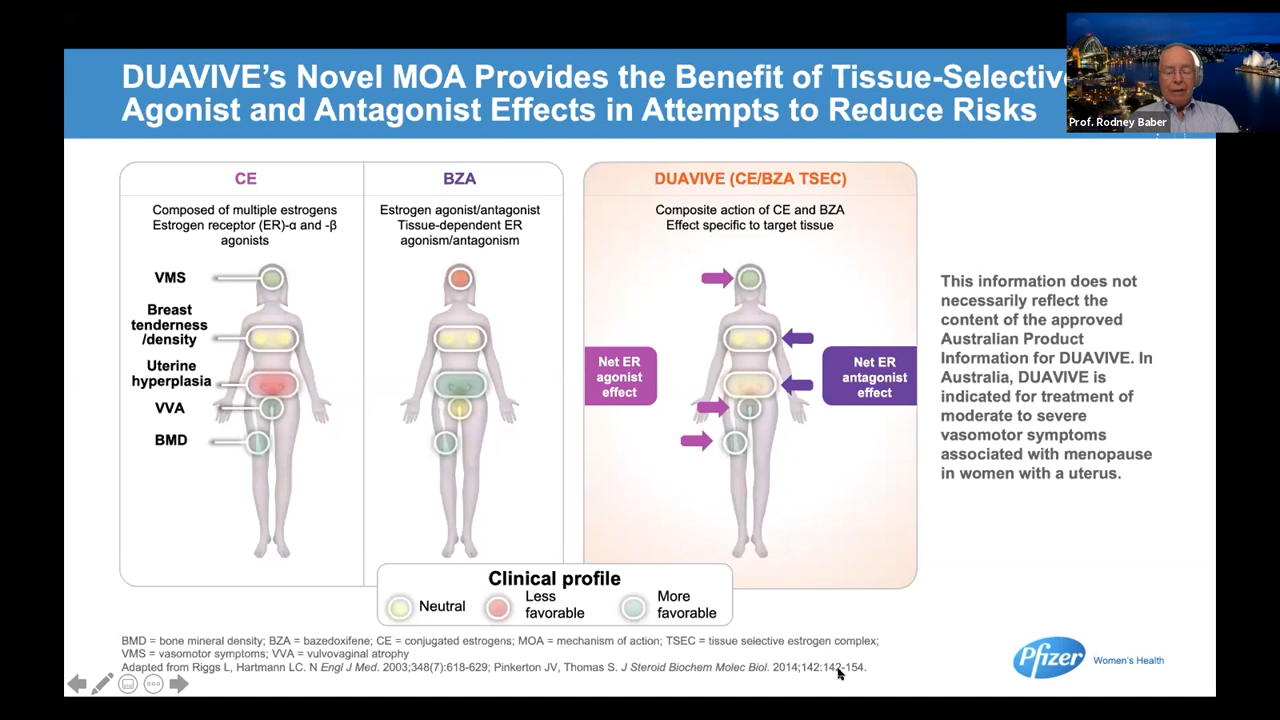 DUAVIVE's Novel MOA Provides the Benefit of Tissue-Selective
Agonist and Antagonist Effects in Attempts to Reduce Risks
Prof. Rodney Baber
CE
Composed of multiple estrogens
Estrogen receptor (ER)-α and -β
agonists
BZA
Estrogen agonist/antagonist
Tissue-dependent ER
agonism/antagonism
DUAVIVE (CE/BZA TSEC)
Composite action of CE and BZA
Effect specific to target tissue
VMS
Breast
tenderness
/density
Uterine
hyperplasia
VVA
BMD
Net ER
agonist
effect
Net ER
antagonist
effect
This information does not
necessarily reflect the
content of the approved
Australian Product
Information for DUAVIVE. In
Australia, DUAVIVE is
indicated for treatment of
moderate to severe
vasomotor symptoms
associated with menopause
in women with a uterus.
Clinical profile
Neutral
Less
favorable
More
favorable
BMD = bone mineral density; BZA = bazedoxifene; CE = conjugated estrogens; MOA = mechanism of action; TSEC = tissue selective estrogen complex;
VMS = vasomotor symptoms; VVA = vulvovaginal atrophy
Adapted from Riggs L, Hartmann LC. N Engl J Med. 2003;348(7):618-629; Pinkerton JV, Thomas S. J Steroid Biochem Molec Biol. 2014;142:142-154.
Pfizer
Women's Health